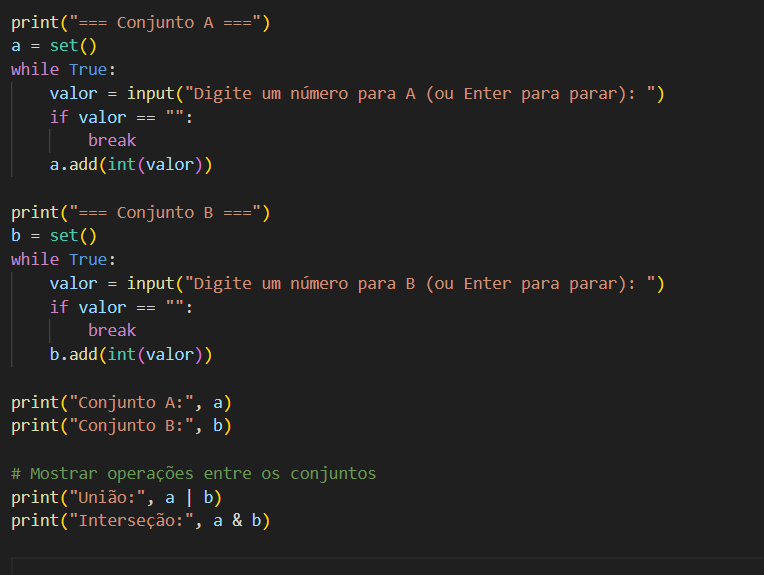 print("=== Conjunto A ===")
a = set()
while True:
    valor = input("Digite um número para A (ou Enter para parar): ")
    if valor == "":
        break
    a.add(int(valor))

print("=== Conjunto B ===")
b = set()
while True:
    valor = input("Digite um número para B (ou Enter para parar): ")
    if valor == "":
        break
    b.add(int(valor))

print("Conjunto A:", a)
print("Conjunto B:", b)

# Mostrar operações entre os conjuntos
print("União:", a | b)
print("Interseção:", a & b)